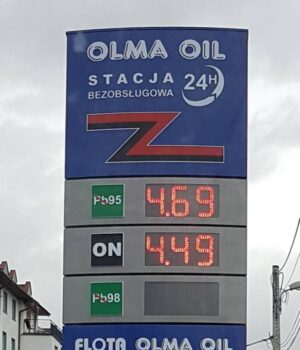 OLMA OIL
STACJA 24H
BEZOBSŁUGOWA
Pb95 4.69
ON 4.49
Pb98
FLOTA OLMA OIL